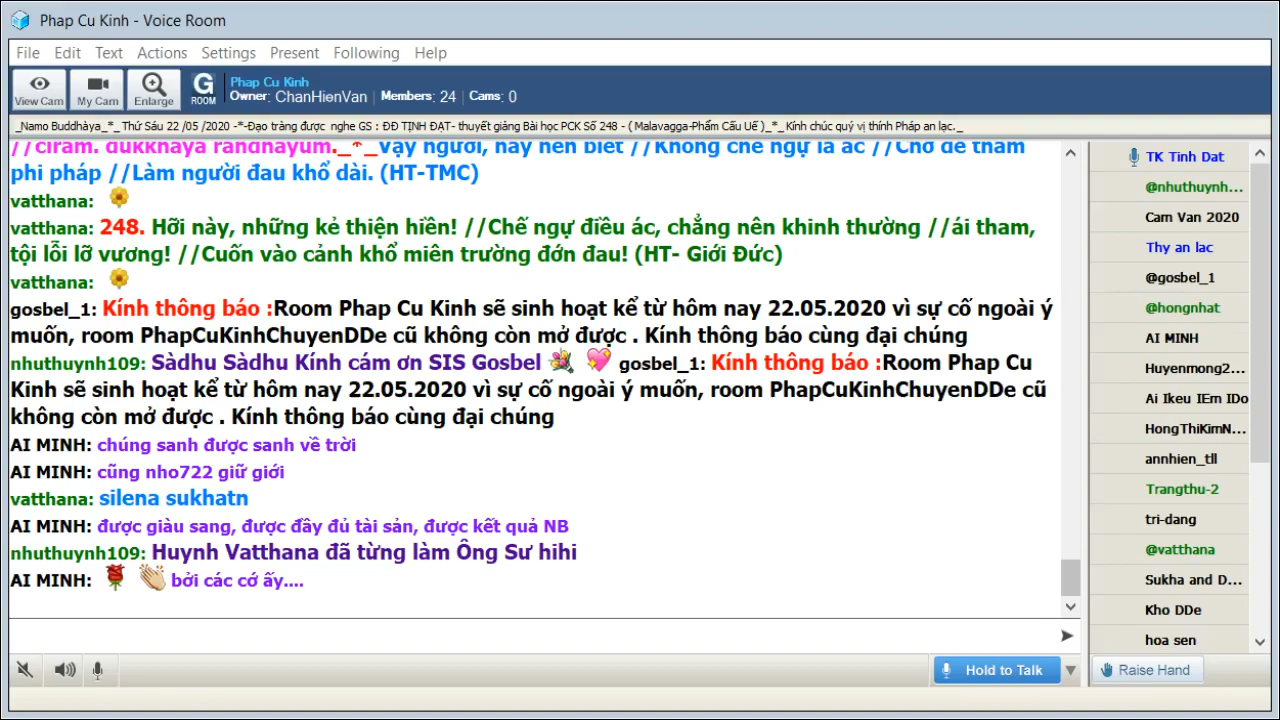 Phap Cu Kinh - Voice Room
File Edit Text Actions Settings Present Following Help
View Cam My Cam Enlarge G ROOM
Phap Cu Kinh
Owner: ChanHienVan | Members: 24 | Cams: 0
_Namo Buddhàya_*_Thứ Sáu 22 /05 /2020 -*-Đạo tràng được nghe GS : ĐĐ TỊNH ĐẠT- thuyết giảng Bài học PCK Số 248 - ( Malavagga-Phẩm Cấu Uế )_*_ Kính chúc quý vị thính Pháp an lạc._
//ciraṃ. dukkhaya randhayum._*_Vậy người, hãy nên biết //Không chế ngự là ác //Chớ để tham
phi pháp //Làm người đau khổ dài. (HT-TMC)
vatthana:
vatthana: 248. Hỡi này, những kẻ thiện hiền! //Chế ngự điều ác, chẳng nên khinh thường //ái tham,
tội lỗi lỡ vương! //Cuốn vào cảnh khổ miên trường đớn đau! (HT- Giới Đức)
vatthana:
gosbel_1: Kính thông báo :Room Phap Cu Kinh sẽ sinh hoạt kể từ hôm nay 22.05.2020 vì sự cố ngoài ý
muốn, room PhapCuKinhChuyenDDe cũ không còn mở được . Kính thông báo cùng đại chúng
nhuthuynh109: Sàdhu Sàdhu Kính cám ơn SIS Gosbel gosbel_1: Kính thông báo :Room Phap Cu
Kinh sẽ sinh hoạt kể từ hôm nay 22.05.2020 vì sự cố ngoài ý muốn, room PhapCuKinhChuyenDDe cũ
không còn mở được . Kính thông báo cùng đại chúng
AI MINH: chúng sanh được sanh về trời
AI MINH: cũng nho722 giữ giới
vatthana: silena sukhatn
AI MINH: được giàu sang, được đầy đủ tài sản, được kết quả NB
nhuthuynh109: Huynh Vatthana đã từng làm Ông Sư hihi
AI MINH: bởi các cớ ấy....
TK Tinh Dat
@nhuthuynh...
Cam Van 2020
Thy an lac
@gosbel_1
@hongnhat
AI MINH
Huyenmong2...
Ai Ikeu IEm IDo
HongThiKimN...
annhien_tll
Trangthu-2
tri-dang
@vatthana
Sukha and D...
Kho DDe
hoa sen
Hold to Talk
Raise Hand